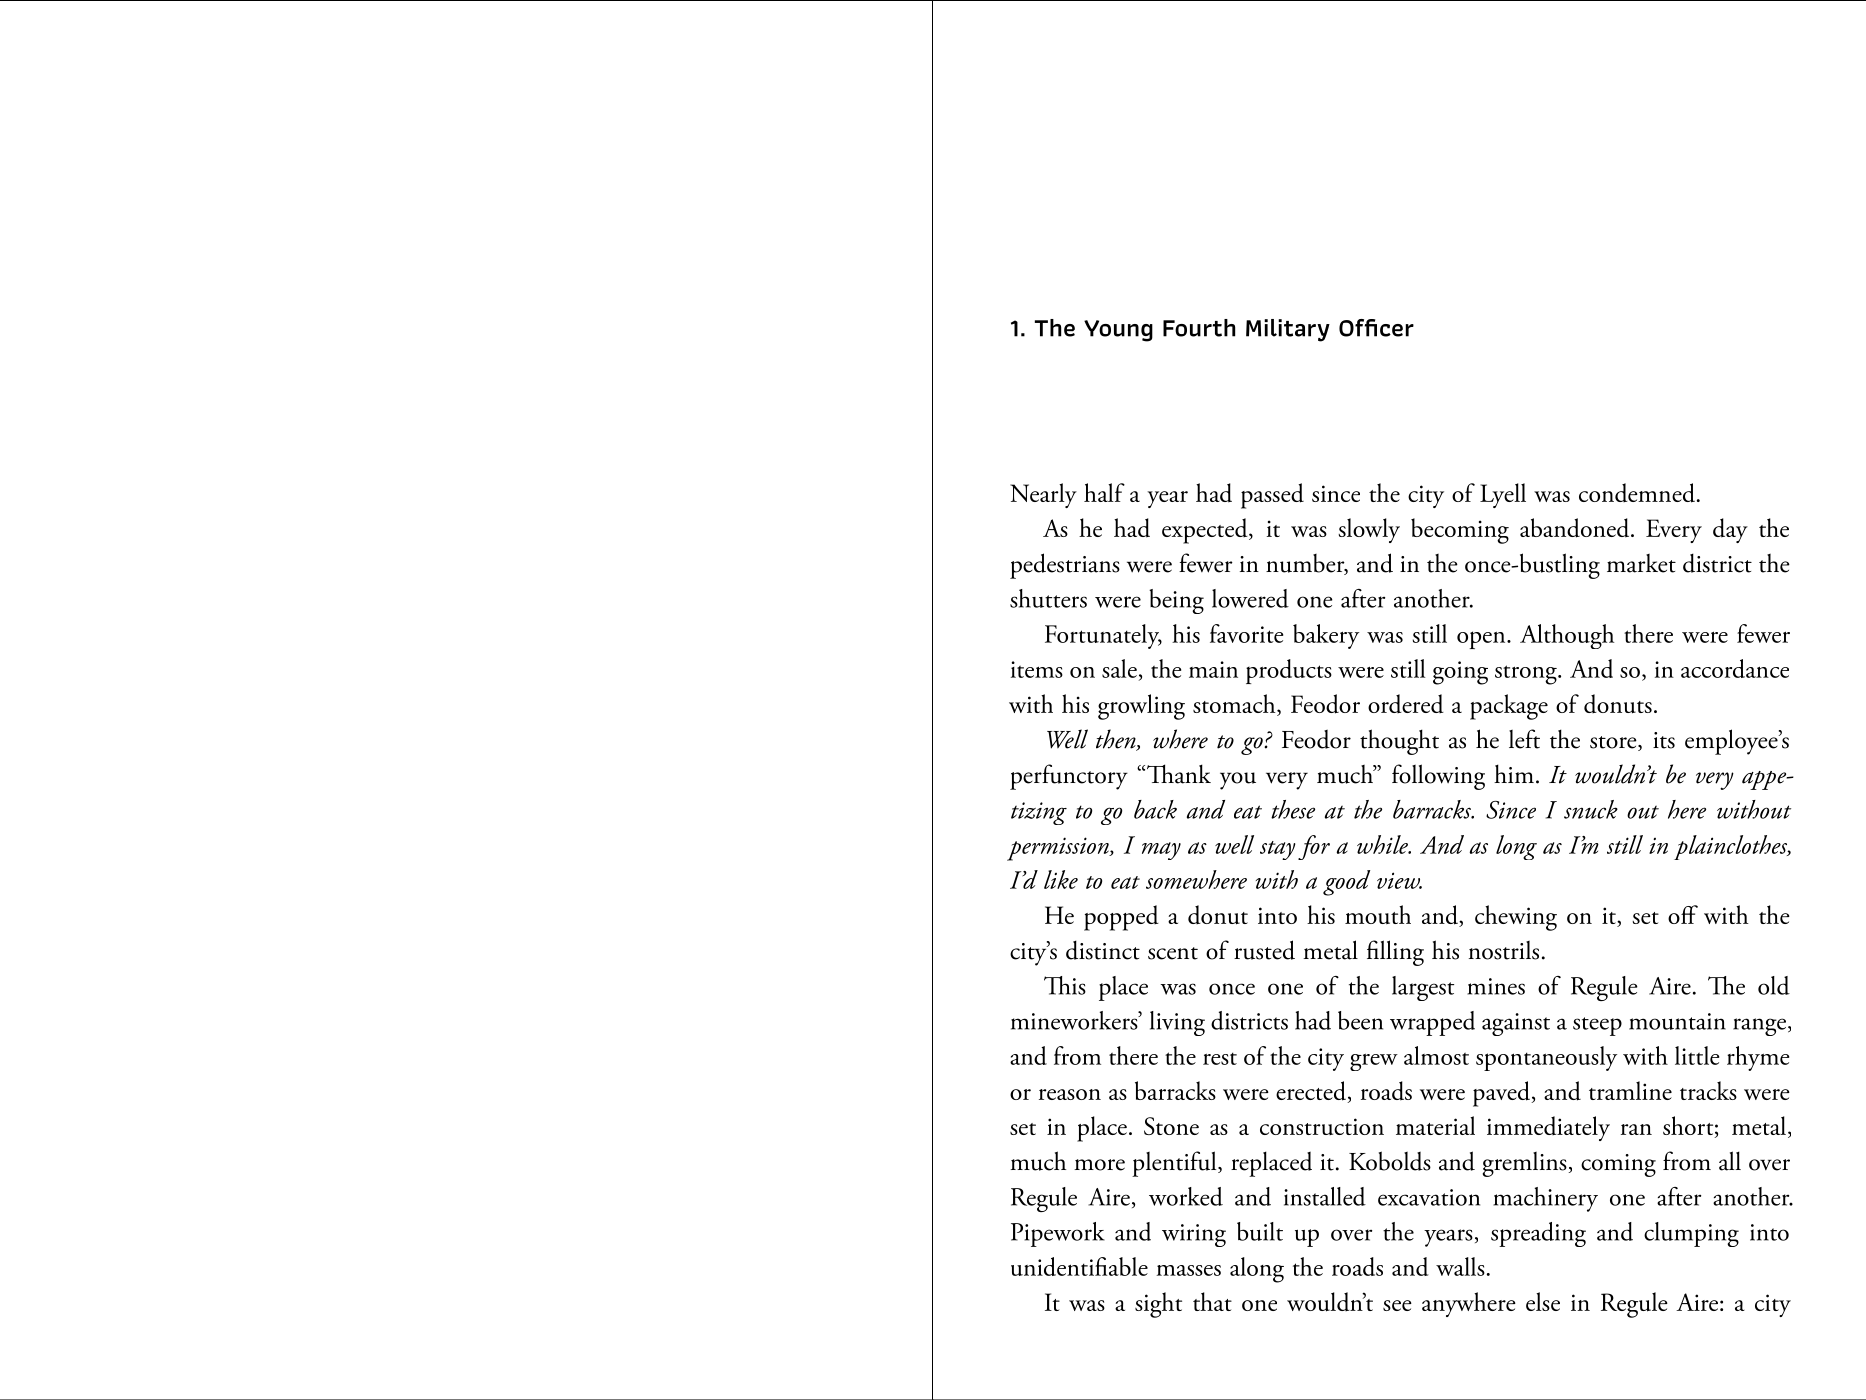 1. The Young Fourth Military Officer
Nearly half a year had passed since the city of Lyell was condemned.
As he had expected, it was slowly becoming abandoned. Every day the
pedestrians were fewer in number, and in the once-bustling market district the
shutters were being lowered one after another.
Fortunately, his favorite bakery was still open. Although there were fewer
items on sale, the main products were still going strong. And so, in accordance
with his growling stomach, Feodor ordered a package of donuts.
Well then, where to go? Feodor thought as he left the store, its employee’s
perfunctory “Thank you very much” following him. It wouldn’t be very appe-
tizing to go back and eat these at the barracks. Since I snuck out here without
permission, I may as well stay for a while. And as long as I’m still in plainclothes,
I’d like to eat somewhere with a good view.
He popped a donut into his mouth and, chewing on it, set off with the
city’s distinct scent of rusted metal filling his nostrils.
This place was once one of the largest mines of Regule Aire. The old
mineworkers’ living districts had been wrapped against a steep mountain range,
and from there the rest of the city grew almost spontaneously with little rhyme
or reason as barracks were erected, roads were paved, and tramline tracks were
set in place. Stone as a construction material immediately ran short; metal,
much more plentiful, replaced it. Kobolds and gremlins, coming from all over
Regule Aire, worked and installed excavation machinery one after another.
Pipework and wiring built up over the years, spreading and clumping into
unidentifiable masses along the roads and walls.
It was a sight that one wouldn’t see anywhere else in Regule Aire: a city